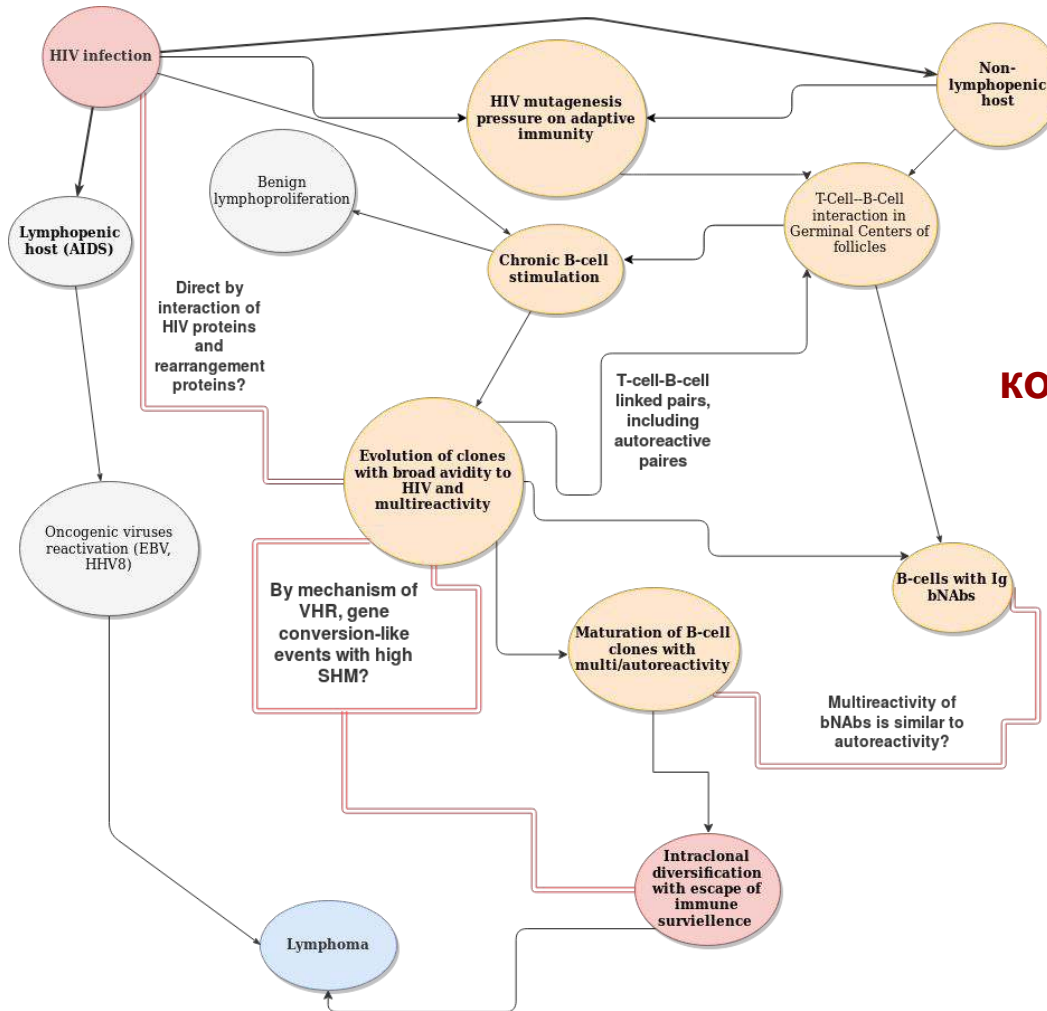 HIV infection
Non-
lymphopenic
host
HIV mutagenesis
pressure on adaptive
immunity
Benign
lymphoproliferation
T-Cell--B-Cell
interaction in
Germinal Centers of
follicles
Lymphopenic
host (AIDS)
Chronic B-cell
stimulation
Direct by
interaction of
HIV proteins
and
rearrangement
proteins?
T-cell-B-cell
linked pairs,
including
autoreactive
paires
ко
Evolution of clones
with broad avidity to
HIV and
multireactivity
Oncogenic viruses
reactivation (EBV,
HHV8)
B-cells with Ig
bNAbs
By mechanism of
VHR, gene
conversion-like
events with high
SHM?
Maturation of B-cell
clones with
multi/autoreactivity
Multireactivity of
bNAbs is similar to
autoreactivity?
Intraclonal
diversification
with escape of
immune
surviellence
Lymphoma